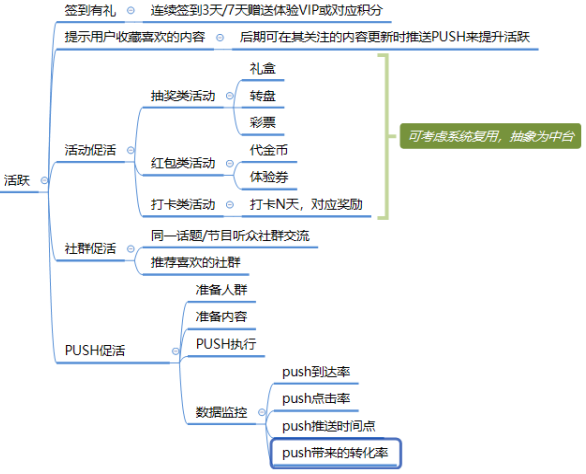 签到有礼
连续签到3天/7天赠送体验VIP或对应积分
提示用户收藏喜欢的内容
后期可在其关注的内容更新时推送PUSH来提升活跃
礼盒
抽奖类活动
转盘
彩票
可考虑系统复用，抽象为中台
活动促活
代金币
红包类活动
体验券
活跃
打卡类活动
打卡N天，对应奖励
同一话题/节目听众社群交流
社群促活
推荐喜欢的社群
准备人群
准备内容
PUSH执行
PUSH促活
push到达率
push点击率
数据监控
push推送时间点
push带来的转化率